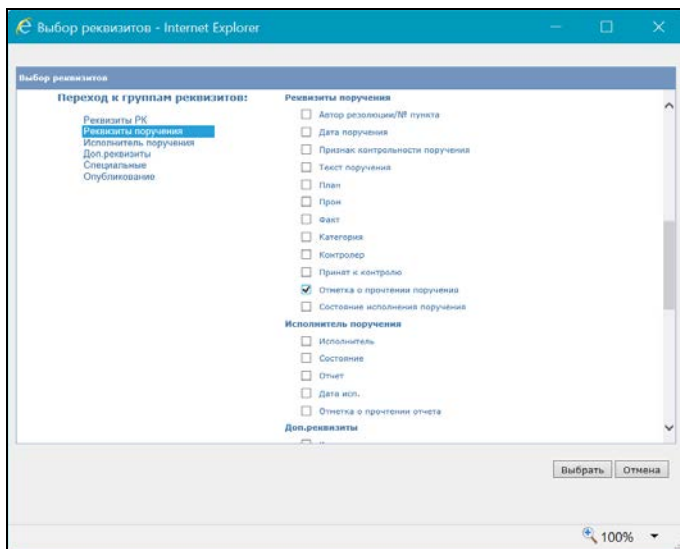 Выбор реквизитов - Internet Explorer
Выбор реквизитов
Переход к группам реквизитов:
Реквизиты РК
Реквизиты поручения
Исполнитель поручения
Доп.реквизиты
Специальные
Опубликование
Реквизиты поручения
Автор резолюции/№ пункта
Дата поручения
Признак контрольности поручения
Текст поручения
План
Пром
Факт
Категория
Контролер
Принят к контролю
Отметка о прочтении поручения
Состояние исполнения поручения
Исполнитель поручения
Исполнитель
Состояние
Отчет
Дата исп.
Отметка о прочтении отчета
Доп.реквизиты
Выбрать Отмена
100%